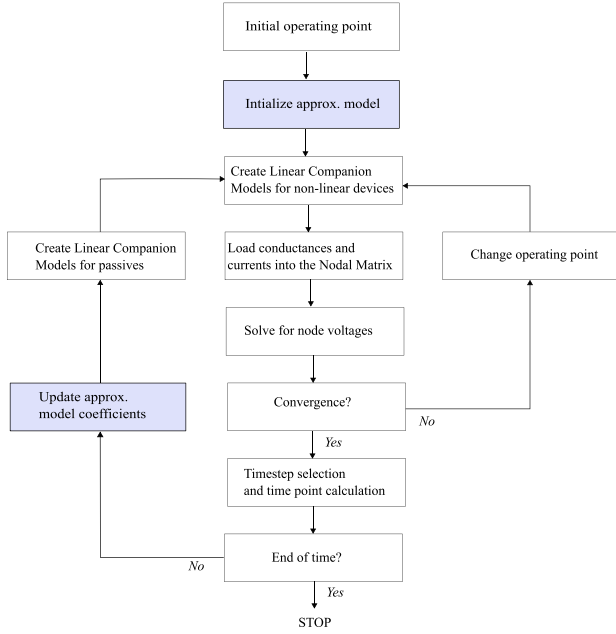 Initial operating point
Intialize approx. model
Create Linear Companion
Models for non-linear devices
Create Linear Companion
Models for passives
Load conductances and
currents into the Nodal Matrix
Change operating point
Solve for node voltages
Update approx.
model coefficients
Convergence?
No
Yes
Timestep selection
and time point calculation
End of time?
No
Yes
STOP